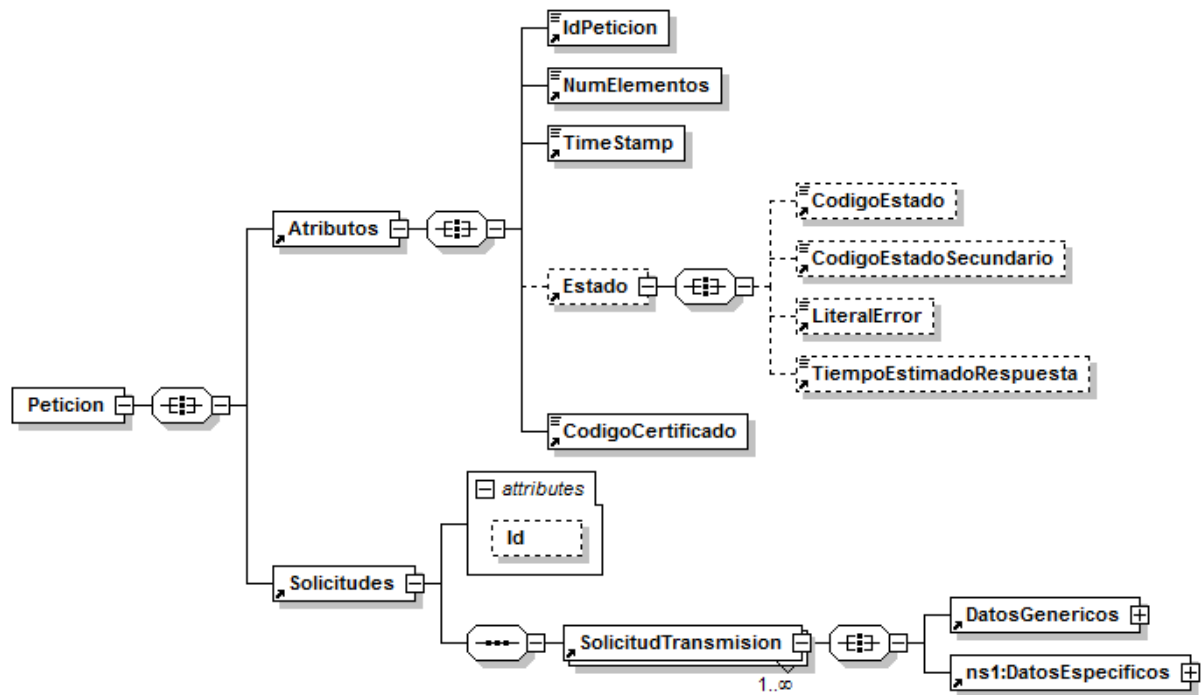 IdPeticion
NumElementos
TimeStamp
CodigoEstado
Atributos
CodigoEstadoSecundario
Estado
LiteralError
TiempoEstimadoRespuesta
Peticion
CodigoCertificado
attributes
Id
Solicitudes
DatosGenericos
SolicitudTransmision
ns1:DatosEspecificos
1..∞